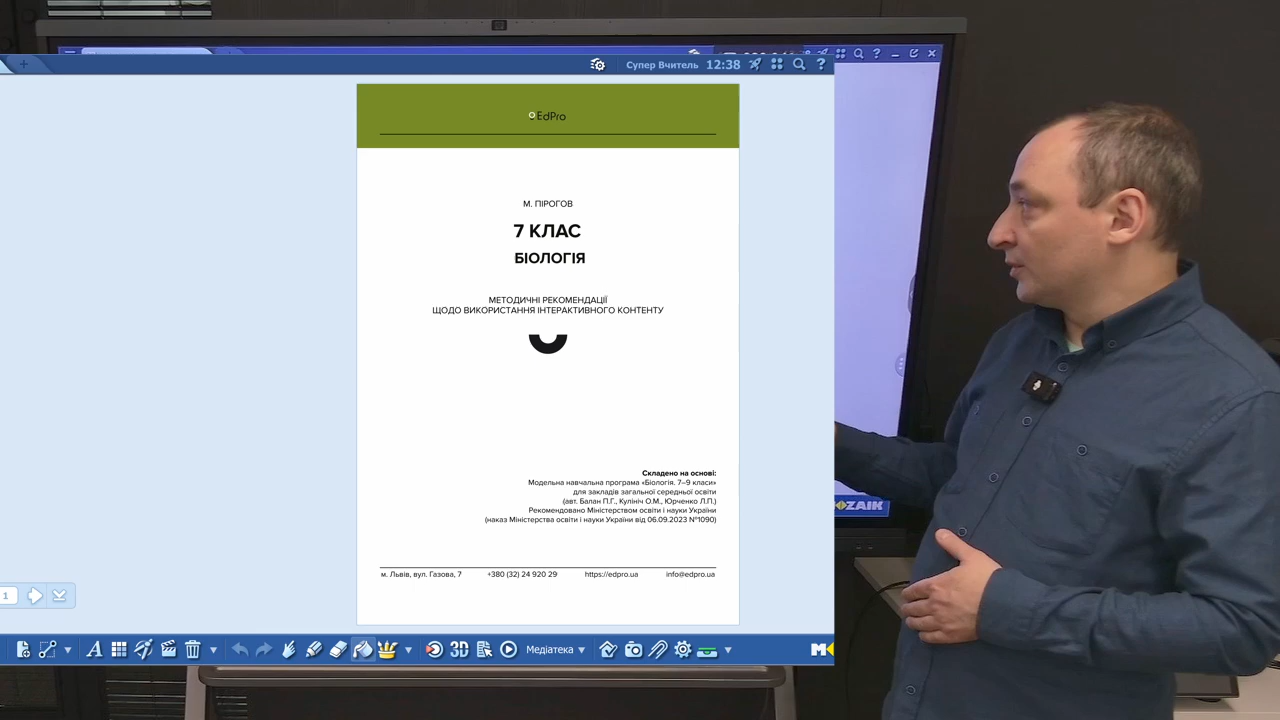 Супер Вчитель 12:38
EdPro
М. ПІРОГОВ
7 КЛАС
БІОЛОГІЯ
МЕТОДИЧНІ РЕКОМЕНДАЦІЇ
ЩОДО ВИКОРИСТАННЯ ІНТЕРАКТИВНОГО КОНТЕНТУ
Складено на основі:
Модельна навчальна програма «Біологія. 7–9 класи»
для закладів загальної середньої освіти
(авт. Балан П.Г., Кулініч О.М., Юрченко Л.П.)
Рекомендовано Міністерством освіти і науки України
(наказ Міністерства освіти і науки України від 06.09.2023 №1090)
м. Львів, вул. Газова, 7 +380 (32) 24 920 29 https://edpro.ua info@edpro.ua
1
A 3D Медіатека M
ZAIK